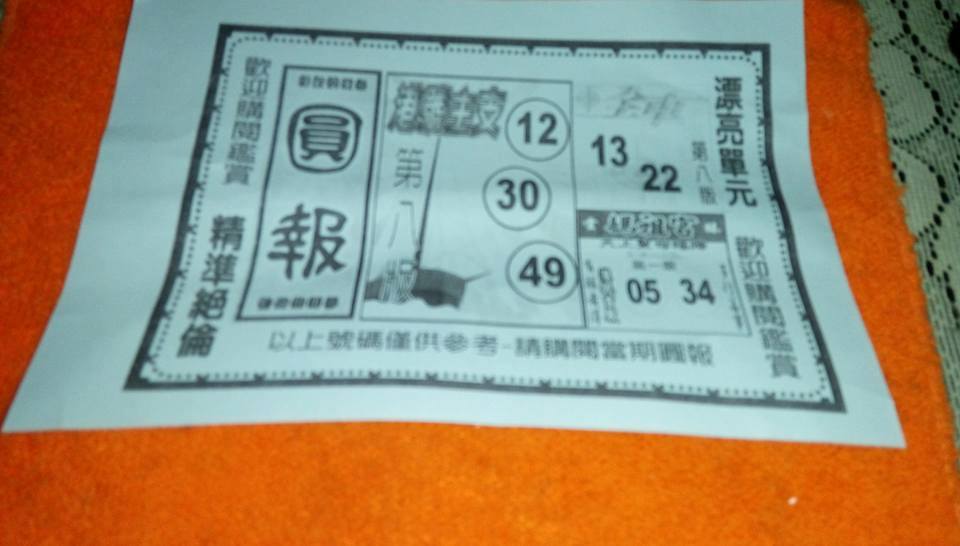 漂亮單元
歡迎購閱鑑賞
第八版
13
22
05 34
第八版
12
30
49
圓報
歡迎購閱鑑賞
精準絕倫
以上號碼僅供參考-請購閱當期圓報